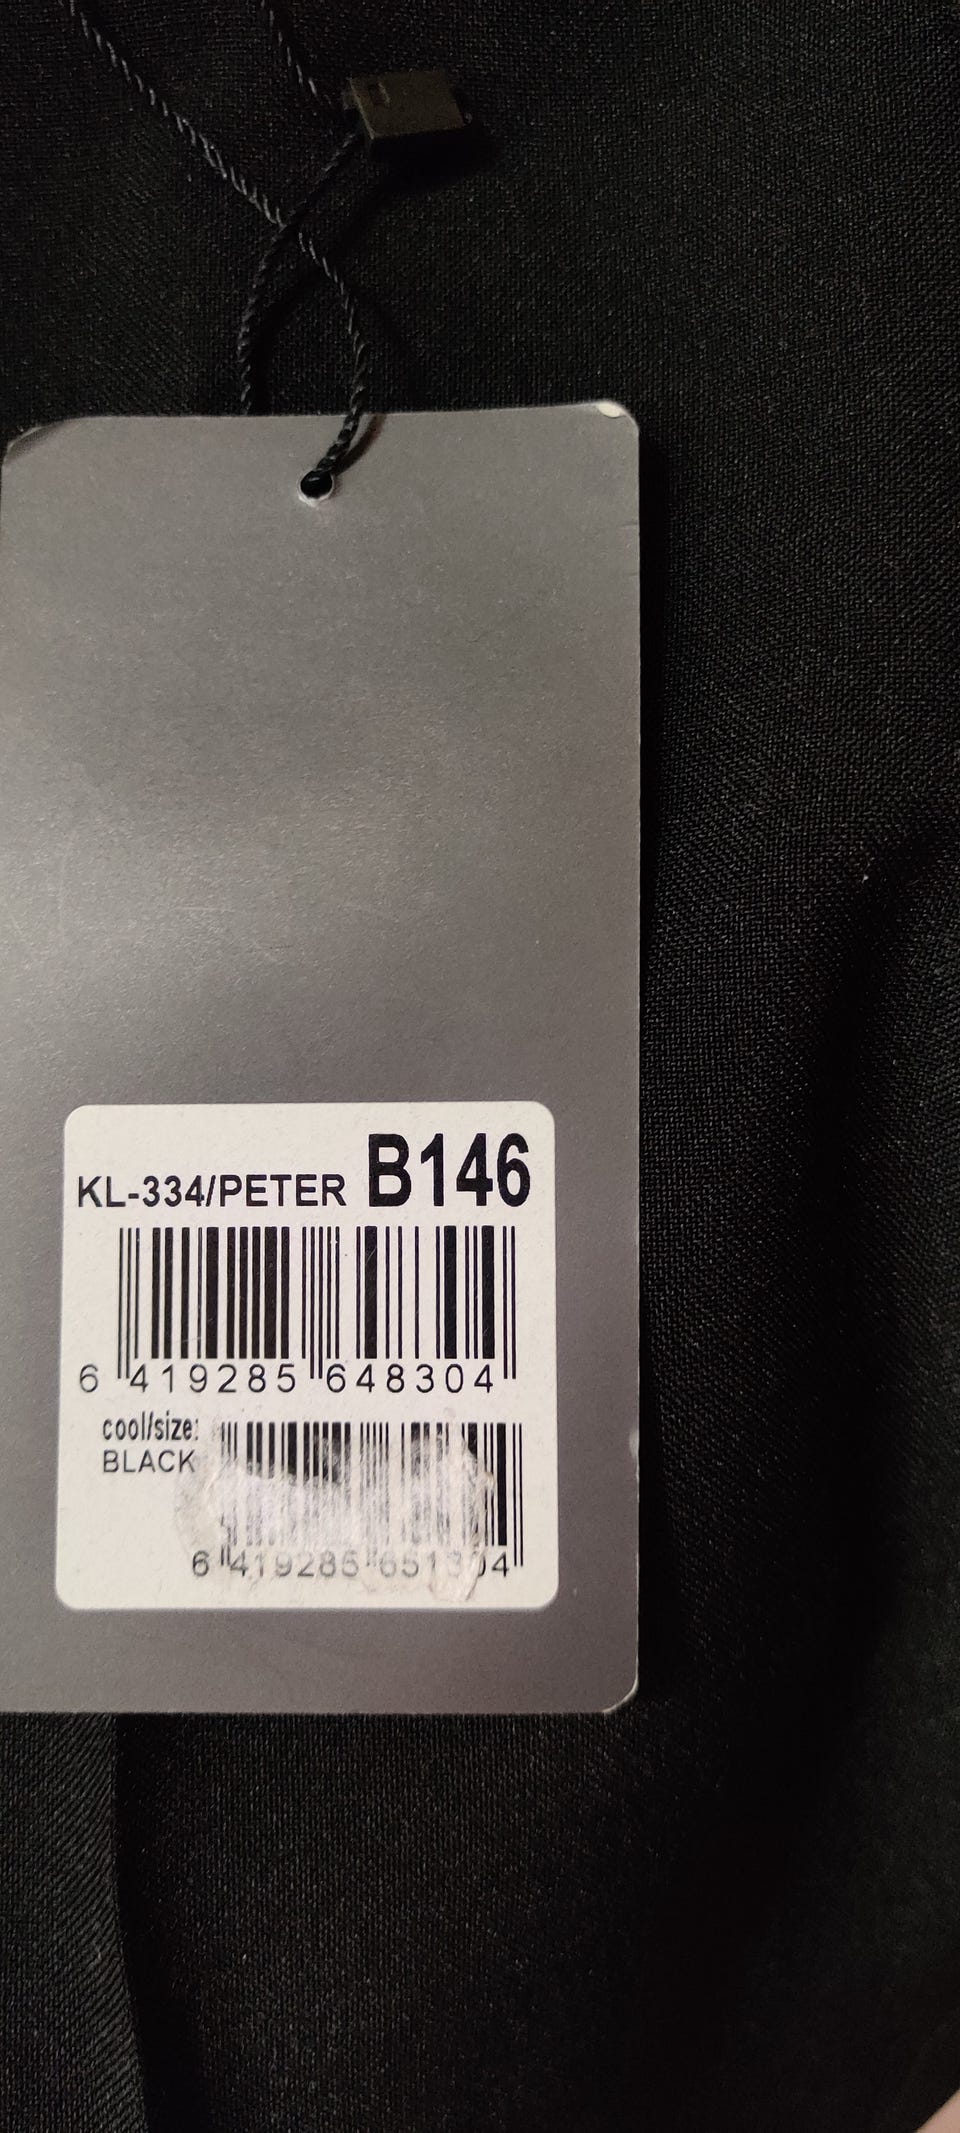 KL-334/PETER B146
6 419285 648304
cool/size:
BLACK
6 419285 651304